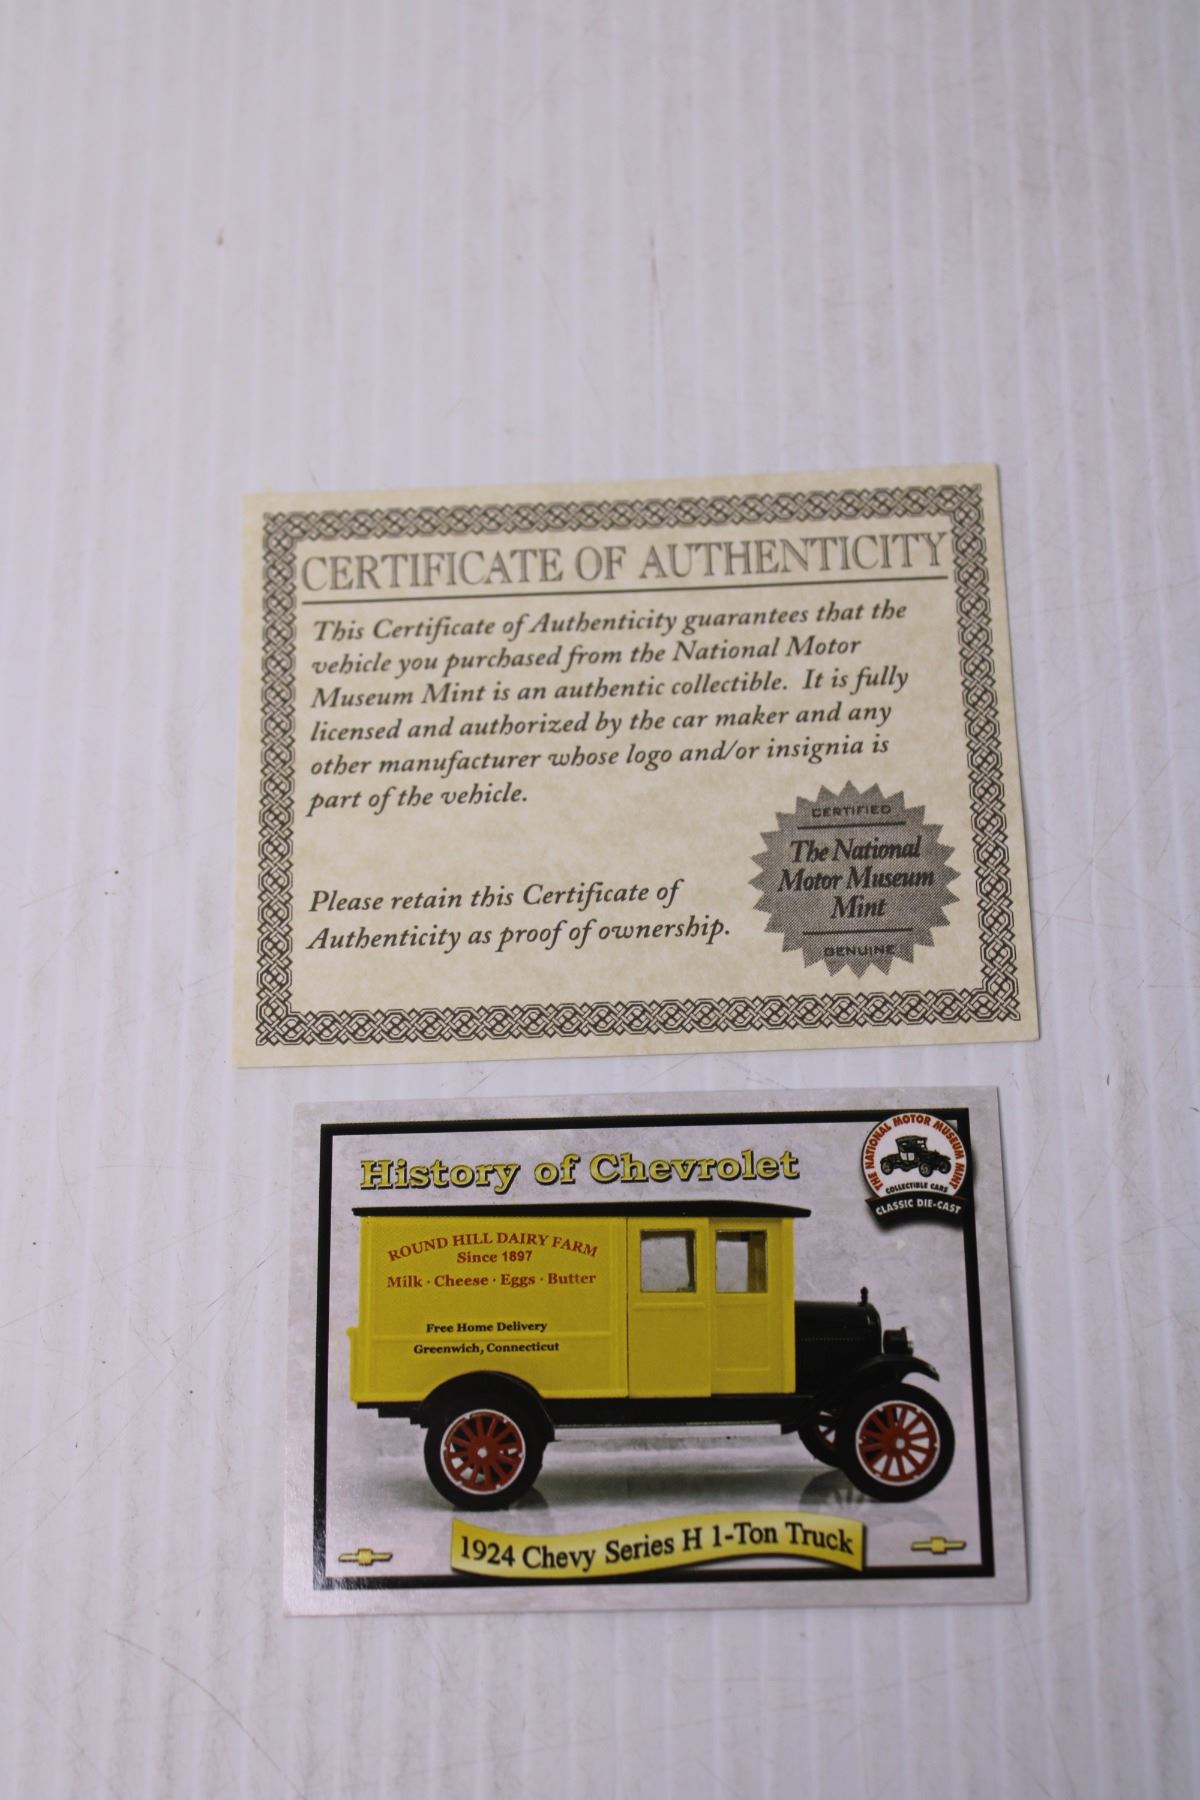 CERTIFICATE OF AUTHENTICITY
This Certificate of Authenticity guarantees that the
vehicle you purchased from the National Motor
Museum Mint is an authentic collectible. It is fully
licensed and authorized by the car maker and any
other manufacturer whose logo and/or insignia is
part of the vehicle.
Please retain this Certificate of
Authenticity as proof of ownership.
CERTIFIED
The National
Motor Museum
Mint
GENUINE
History of Chevrolet
THE NATIONAL MOTOR MUSEUM MINT
COLLECTIBLE CARS
CLASSIC DIE-CAST
ROUND HILL DAIRY FARM
Since 1897
Milk · Cheese · Eggs · Butter
Free Home Delivery
Greenwich, Connecticut
1924 Chevy Series H 1-Ton Truck